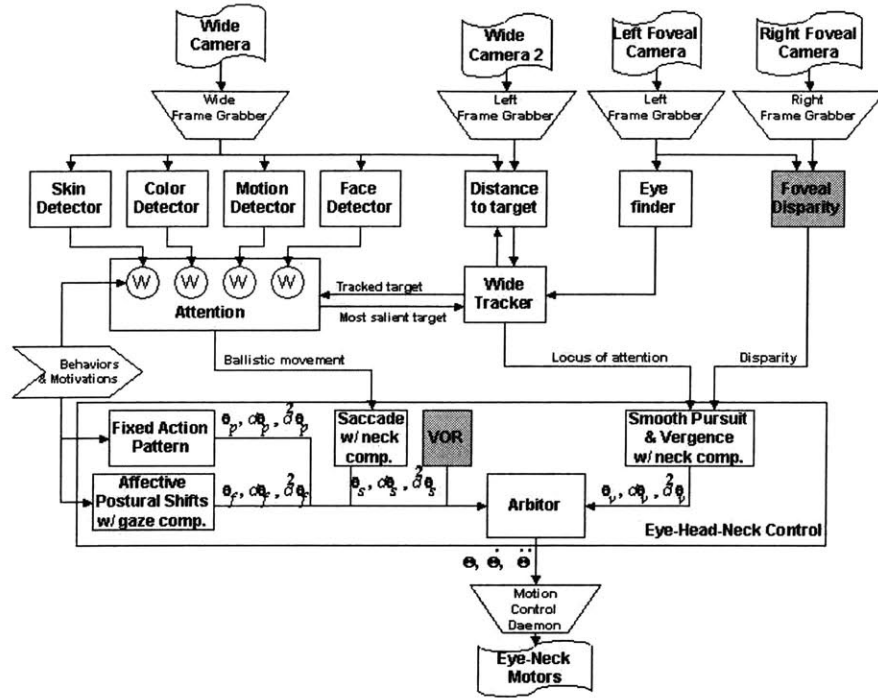 Wide
Camera
Wide
Camera 2
Left Foveal
Camera
Right Foveal
Camera
Wide
Frame Grabber
Left
Frame Grabber
Left
Frame Grabber
Right
Frame Grabber
Skin
Detector
Color
Detector
Motion
Detector
Face
Detector
Distance
to target
Eye
finder
Foveal
Disparity
W W W W
Attention
Tracked target
Most salient target
Wide
Tracker
Behaviors
& Motivations
Ballistic movement
Locus of attention
Disparity
Fixed Action
Pattern
Saccade
w/ neck
comp.
VOR
Smooth Pursuit
& Vergence
w/ neck comp.
Affective
Postural Shifts
w/ gaze comp.
Arbitor
Eye-Head-Neck Control
Θ, Θ̇, Θ̈
Motion
Control
Daemon
Eye-Neck
Motors